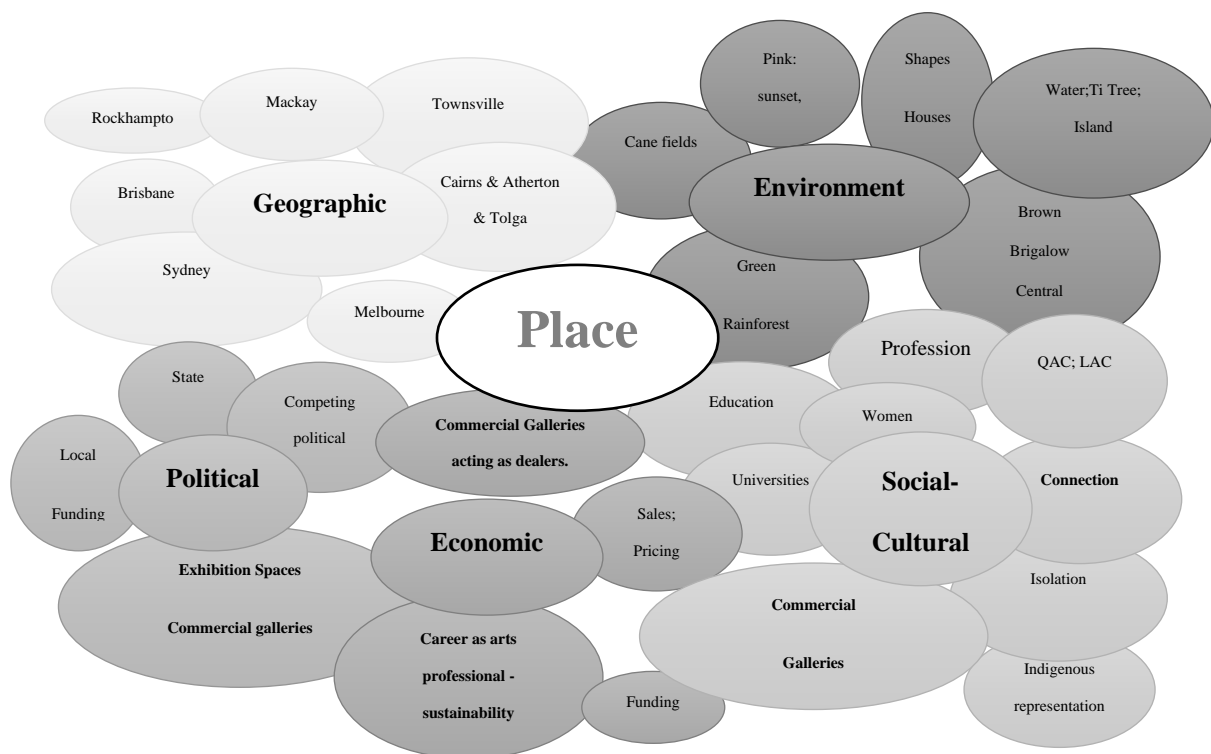 Pink:
sunset,
Shapes
Houses
Water;Ti Tree;
Island
Rockhampto
Mackay
Townsville
Cane fields
Brisbane
Geographic
Cairns & Atherton
& Tolga
Environment
Brown
Brigalow
Central
Sydney
Green
Rainforest
Melbourne
Place
Profession
QAC; LAC
State
Competing
political
Education
Women
Commercial Galleries
acting as dealers.
Local
Funding
Political
Universities
Social-
Cultural
Connection
Sales;
Pricing
Economic
Exhibition Spaces
Commercial galleries
Isolation
Commercial
Galleries
Career as arts
professional -
sustainability
Funding
Indigenous
representation